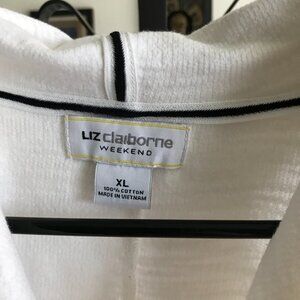 LIZ claiborne
WEEKEND
XL
100% COTTON
MADE IN VIETNAM